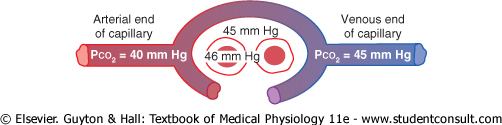 Arterial end
of capillary
45 mm Hg
Venous end
of capillary
PCO₂ = 40 mm Hg
46 mm Hg
PCO₂ = 45 mm Hg
© Elsevier. Guyton & Hall: Textbook of Medical Physiology 11e - www.studentconsult.com